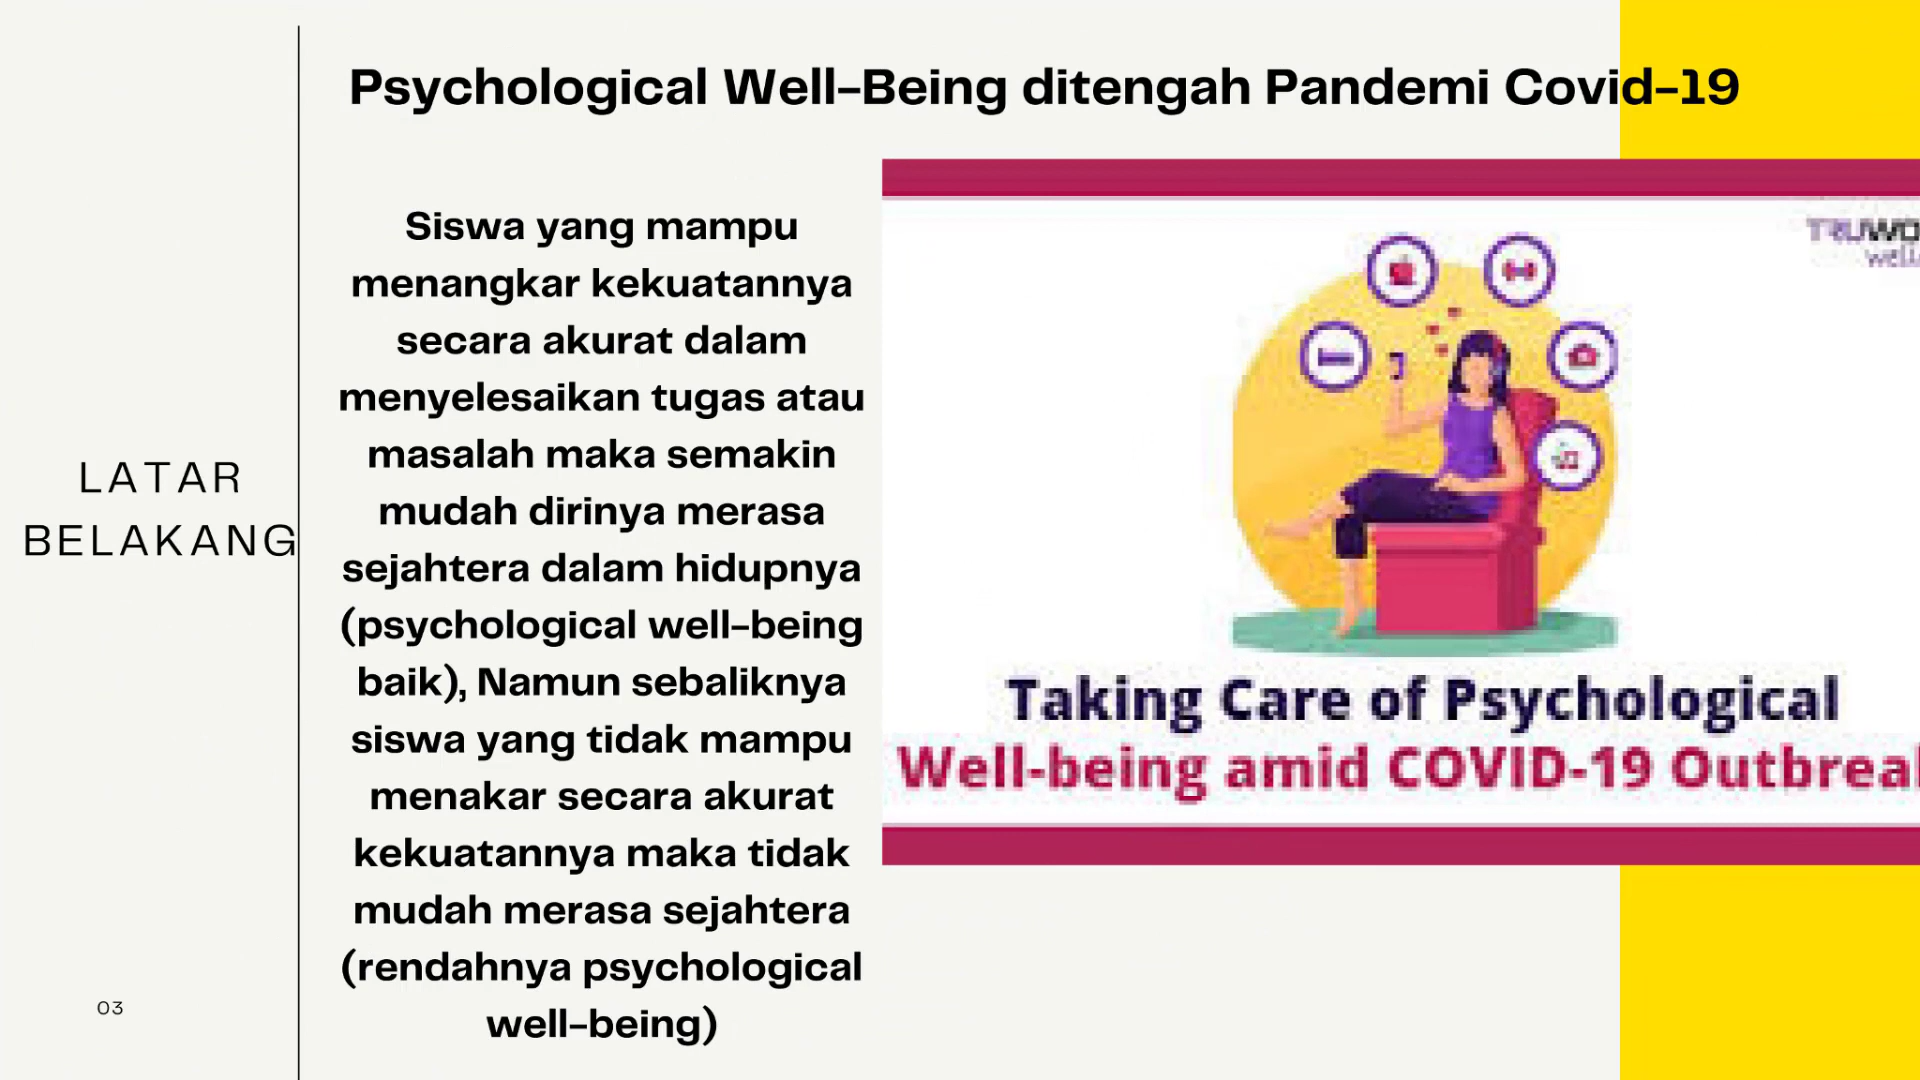 Psychological Well-Being ditengah Pandemi Covid-19
LATAR
BELAKANG
Siswa yang mampu
menangkar kekuatannya
secara akurat dalam
menyelesaikan tugas atau
masalah maka semakin
mudah dirinya merasa
sejahtera dalam hidupnya
(psychological well-being
baik), Namun sebaliknya
siswa yang tidak mampu
menakar secara akurat
kekuatannya maka tidak
mudah merasa sejahtera
(rendahnya psychological
well-being)
Taking Care of Psychological
Well-being amid COVID-19
03